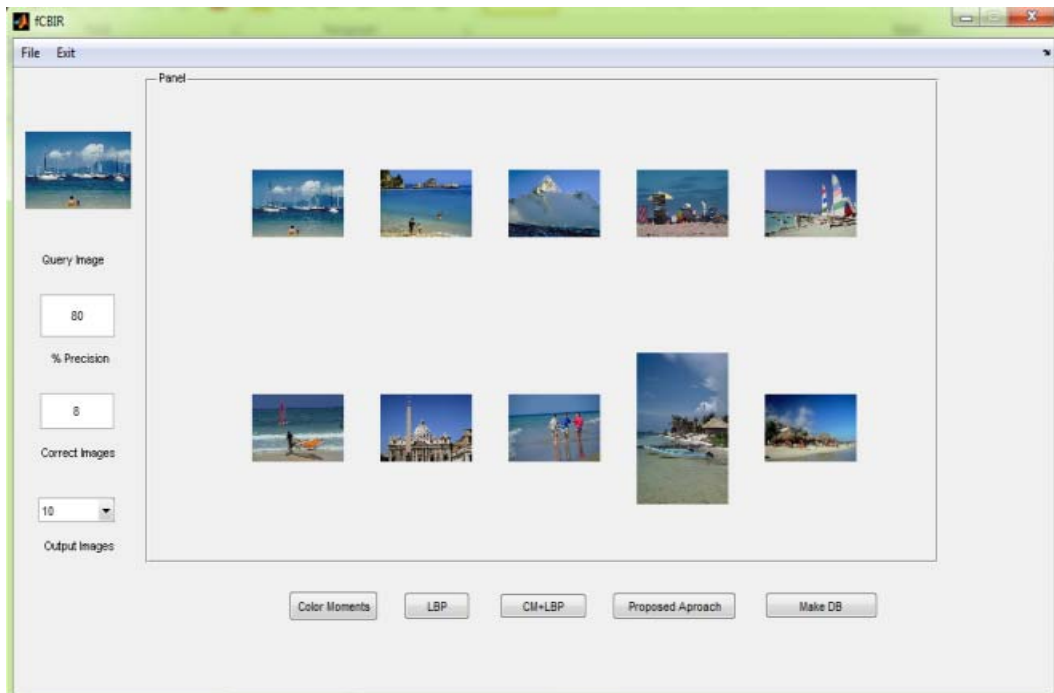 fCBIR
File Exit
Panel
Query Image
80
% Precision
8
Correct Images
10
Output Images
Color Moments LBP CM+LBP Proposed Aproach Make DB